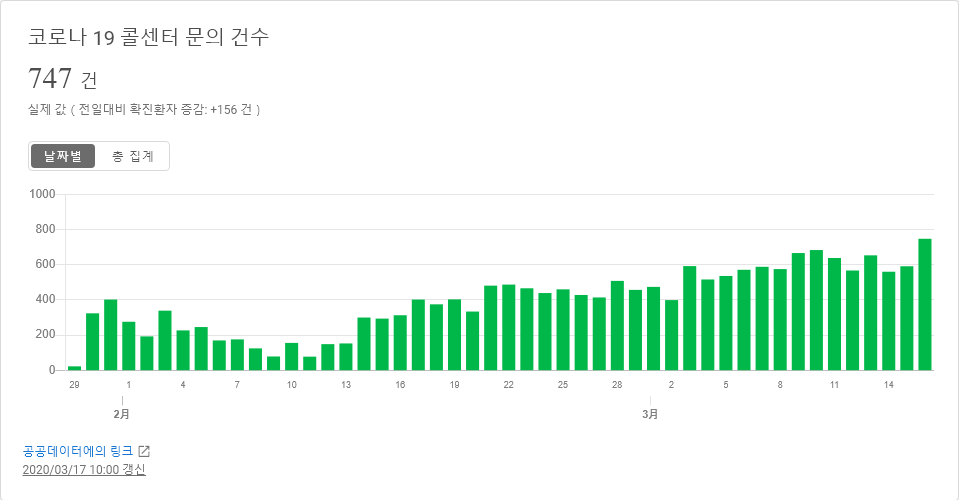 코로나 19 콜센터 문의 건수
747 건
실제 값 ( 전일대비 확진환자 증감: +156 건 )
날짜별 총 집계
1000
800
600
400
200
0
29 1 4 7 10 13 16 19 22 25 28 2 5 8 11 14
2月 3月
공공데이터에의 링크
2020/03/17 10:00 갱신